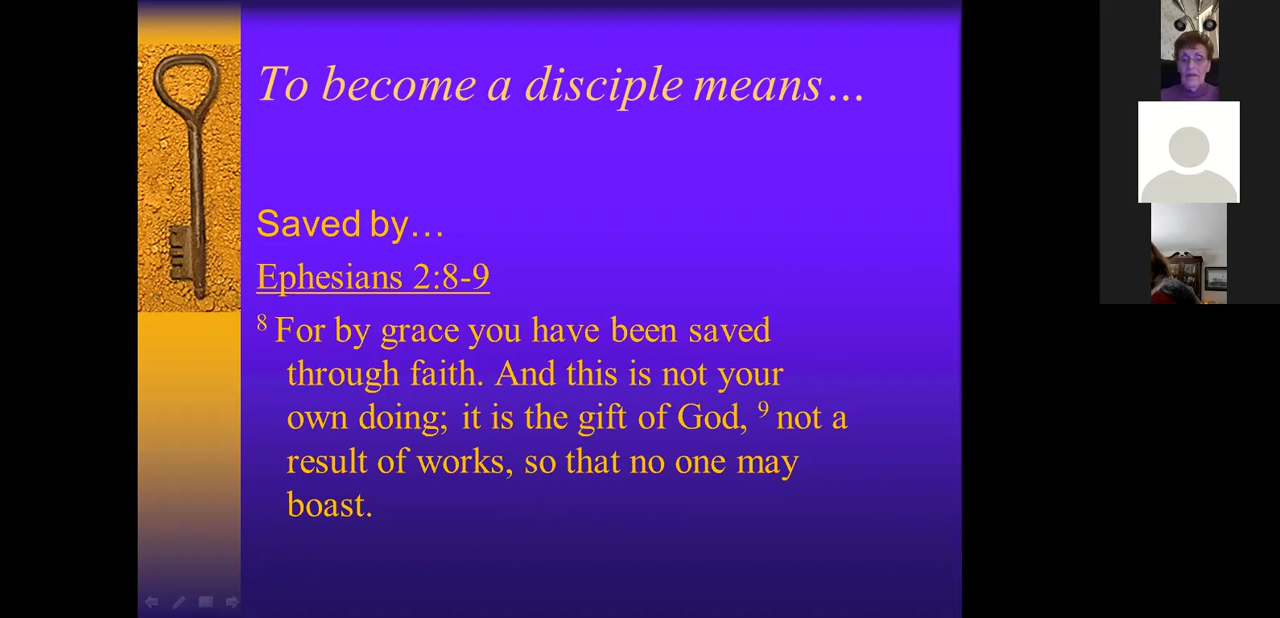 To become a disciple means…
Saved by…
Ephesians 2:8-9
8 For by grace you have been saved
through faith. And this is not your
own doing; it is the gift of God, 9 not a
result of works, so that no one may
boast.